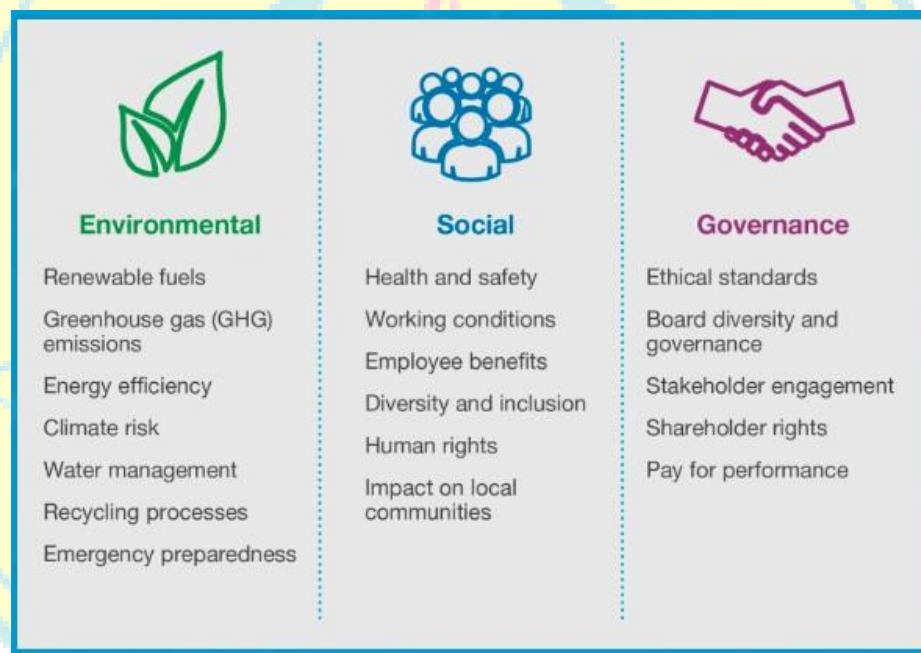 Environmental
Renewable fuels
Greenhouse gas (GHG)
emissions
Energy efficiency
Climate risk
Water management
Recycling processes
Emergency preparedness
Social
Health and safety
Working conditions
Employee benefits
Diversity and inclusion
Human rights
Impact on local
communities
Governance
Ethical standards
Board diversity and
governance
Stakeholder engagement
Shareholder rights
Pay for performance